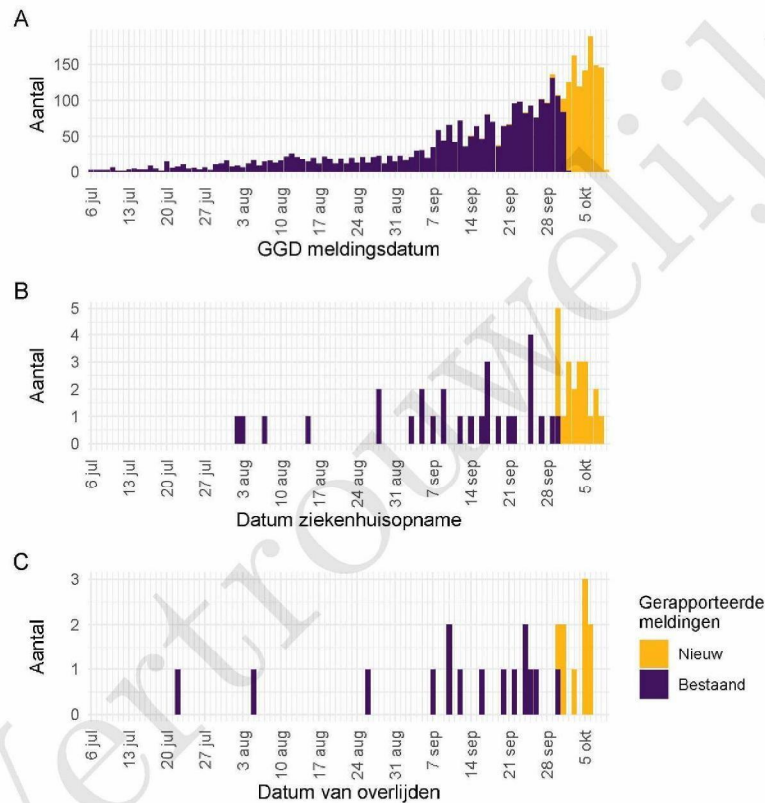 A
150
100
50
0
Aantal
6 jul
13 jul
20 jul
27 jul
3 aug
10 aug
17 aug
24 aug
31 aug
7 sep
14 sep
21 sep
28 sep
5 okt
GGD meldingsdatum
B
5
4
3
2
1
0
Aantal
6 jul
13 jul
20 jul
27 jul
3 aug
10 aug
17 aug
24 aug
31 aug
7 sep
14 sep
21 sep
28 sep
5 okt
Datum ziekenhuisopname
C
3
2
1
0
Aantal
6 jul
13 jul
20 jul
27 jul
3 aug
10 aug
17 aug
24 aug
31 aug
7 sep
14 sep
21 sep
28 sep
5 okt
Datum van overlijden
Gerapporteerde
meldingen
Nieuw
Bestaand
Vertrouwelijk